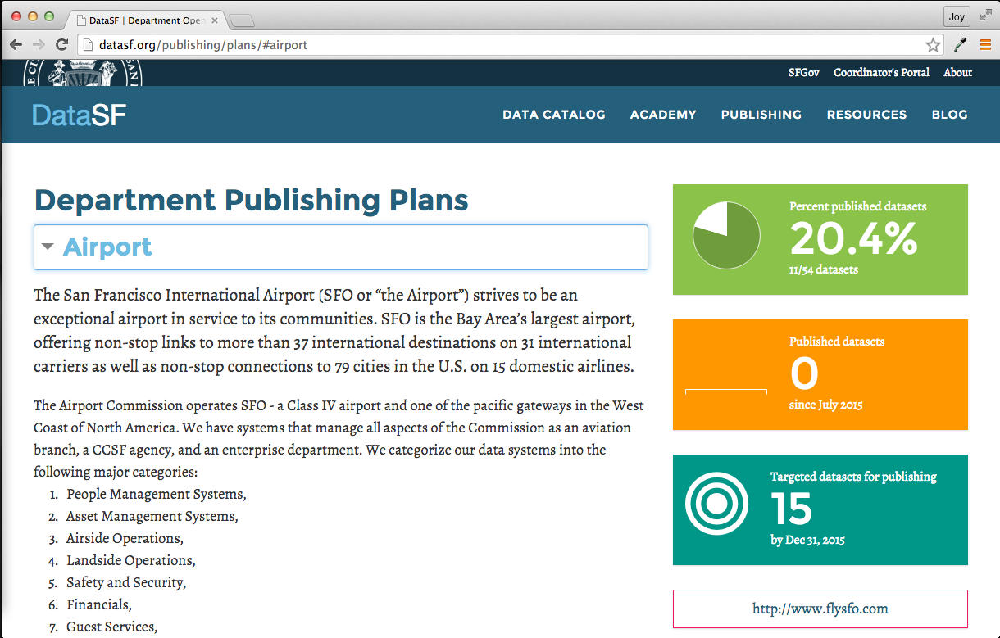 DataSF | Department Open
Joy
datasf.org/publishing/plans/#airport
SFGov Coordinator's Portal About
DataSF
DATA CATALOG ACADEMY PUBLISHING RESOURCES BLOG
Department Publishing Plans
Airport
The San Francisco International Airport (SFO or “the Airport”) strives to be an
exceptional airport in service to its communities. SFO is the Bay Area’s largest airport,
offering non-stop links to more than 37 international destinations on 31 international
carriers as well as non-stop connections to 79 cities in the U.S. on 15 domestic airlines.
The Airport Commission operates SFO - a Class IV airport and one of the pacific gateways in the West
Coast of North America. We have systems that manage all aspects of the Commission as an aviation
branch, a CCSF agency, and an enterprise department. We categorize our data systems into the
following major categories:
1. People Management Systems,
2. Asset Management Systems,
3. Airside Operations,
4. Landside Operations,
5. Safety and Security,
6. Financials,
7. Guest Services,
Percent published datasets
20.4%
11/54 datasets
Published datasets
0
since July 2015
Targeted datasets for publishing
15
by Dec 31, 2015
http://www.flysfo.com